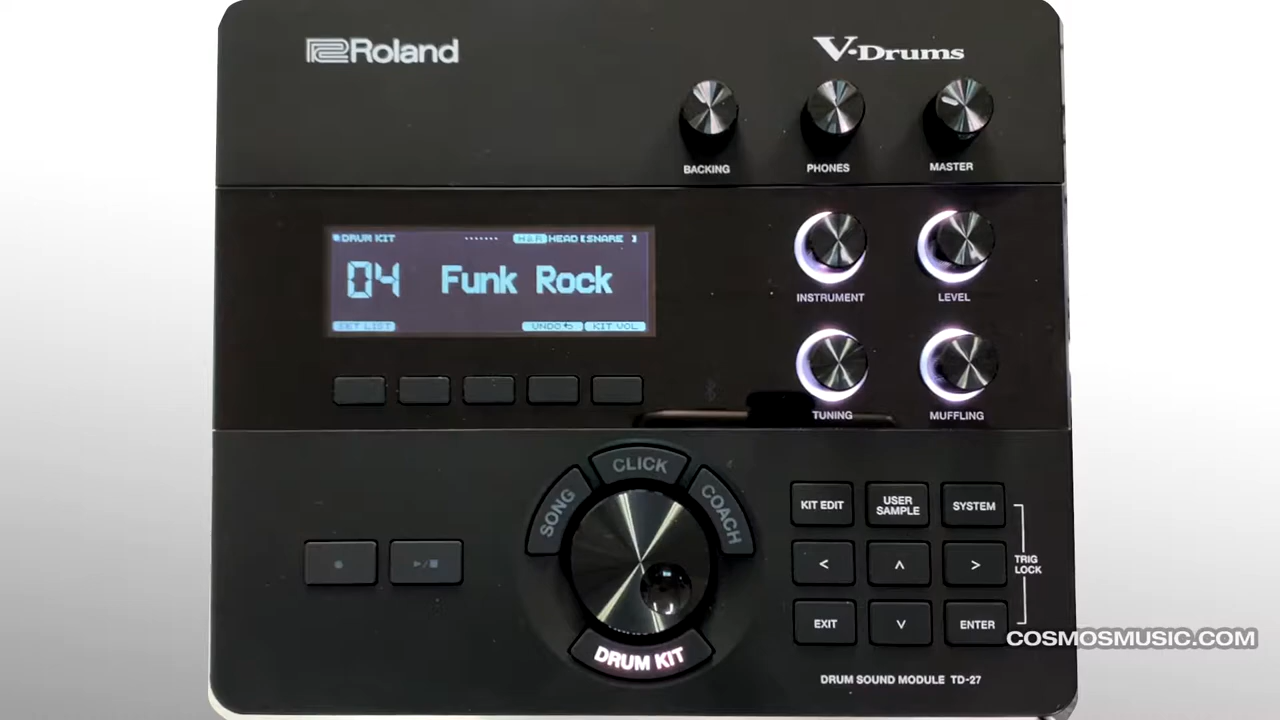 Roland
V-Drums
BACKING
PHONES
MASTER
DRUM KIT
H&R HEAD [SNARE ]
04 Funk Rock
SET LIST
UNDO
KIT VOL
INSTRUMENT
LEVEL
TUNING
MUFFLING
SONG
CLICK
COACH
DRUM KIT
KIT EDIT
USER
SAMPLE
SYSTEM
TRIG
LOCK
EXIT
ENTER
COSMOSMUSIC.COM
DRUM SOUND MODULE TD-27